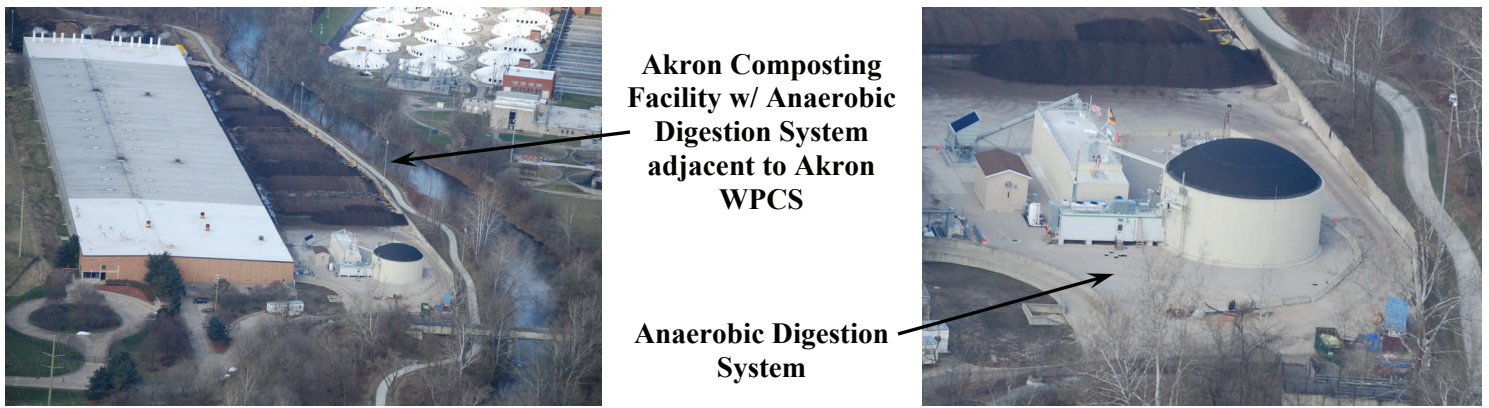 Akron Composting
Facility w/ Anaerobic
Digestion System
adjacent to Akron
WPCS
Anaerobic Digestion
System